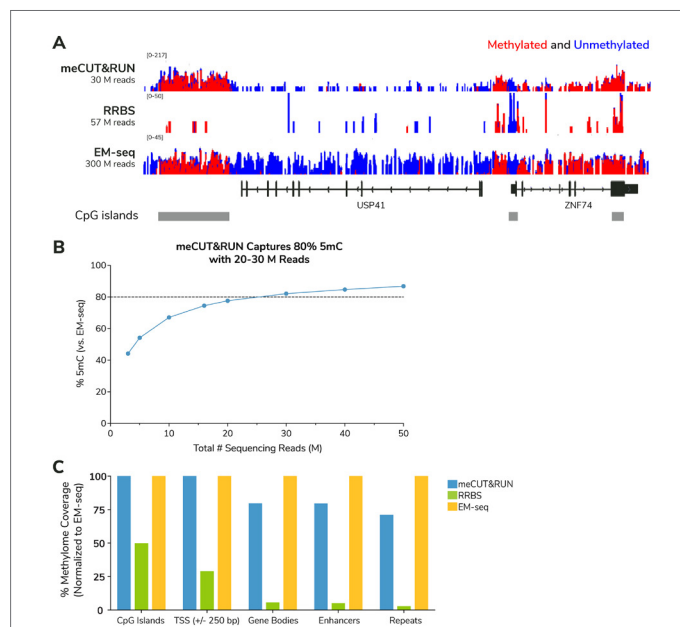 A
Methylated and Unmethylated
[0-217]
meCUT&RUN
30 M reads
[0-50]
RRBS
57 M reads
[0-45]
EM-seq
300 M reads
USP41
ZNF74
CpG islands
B
meCUT&RUN Captures 80% 5mC
with 20-30 M Reads
% 5mC (vs. EM-seq)
100
80
60
40
20
0
0 10 20 30 40 50
Total # Sequencing Reads (M)
C
% Methylome Coverage
(Normalized to EM-seq)
100
75
50
25
0
meCUT&RUN
RRBS
EM-seq
CpG Islands TSS (+/- 250 bp) Gene Bodies Enhancers Repeats